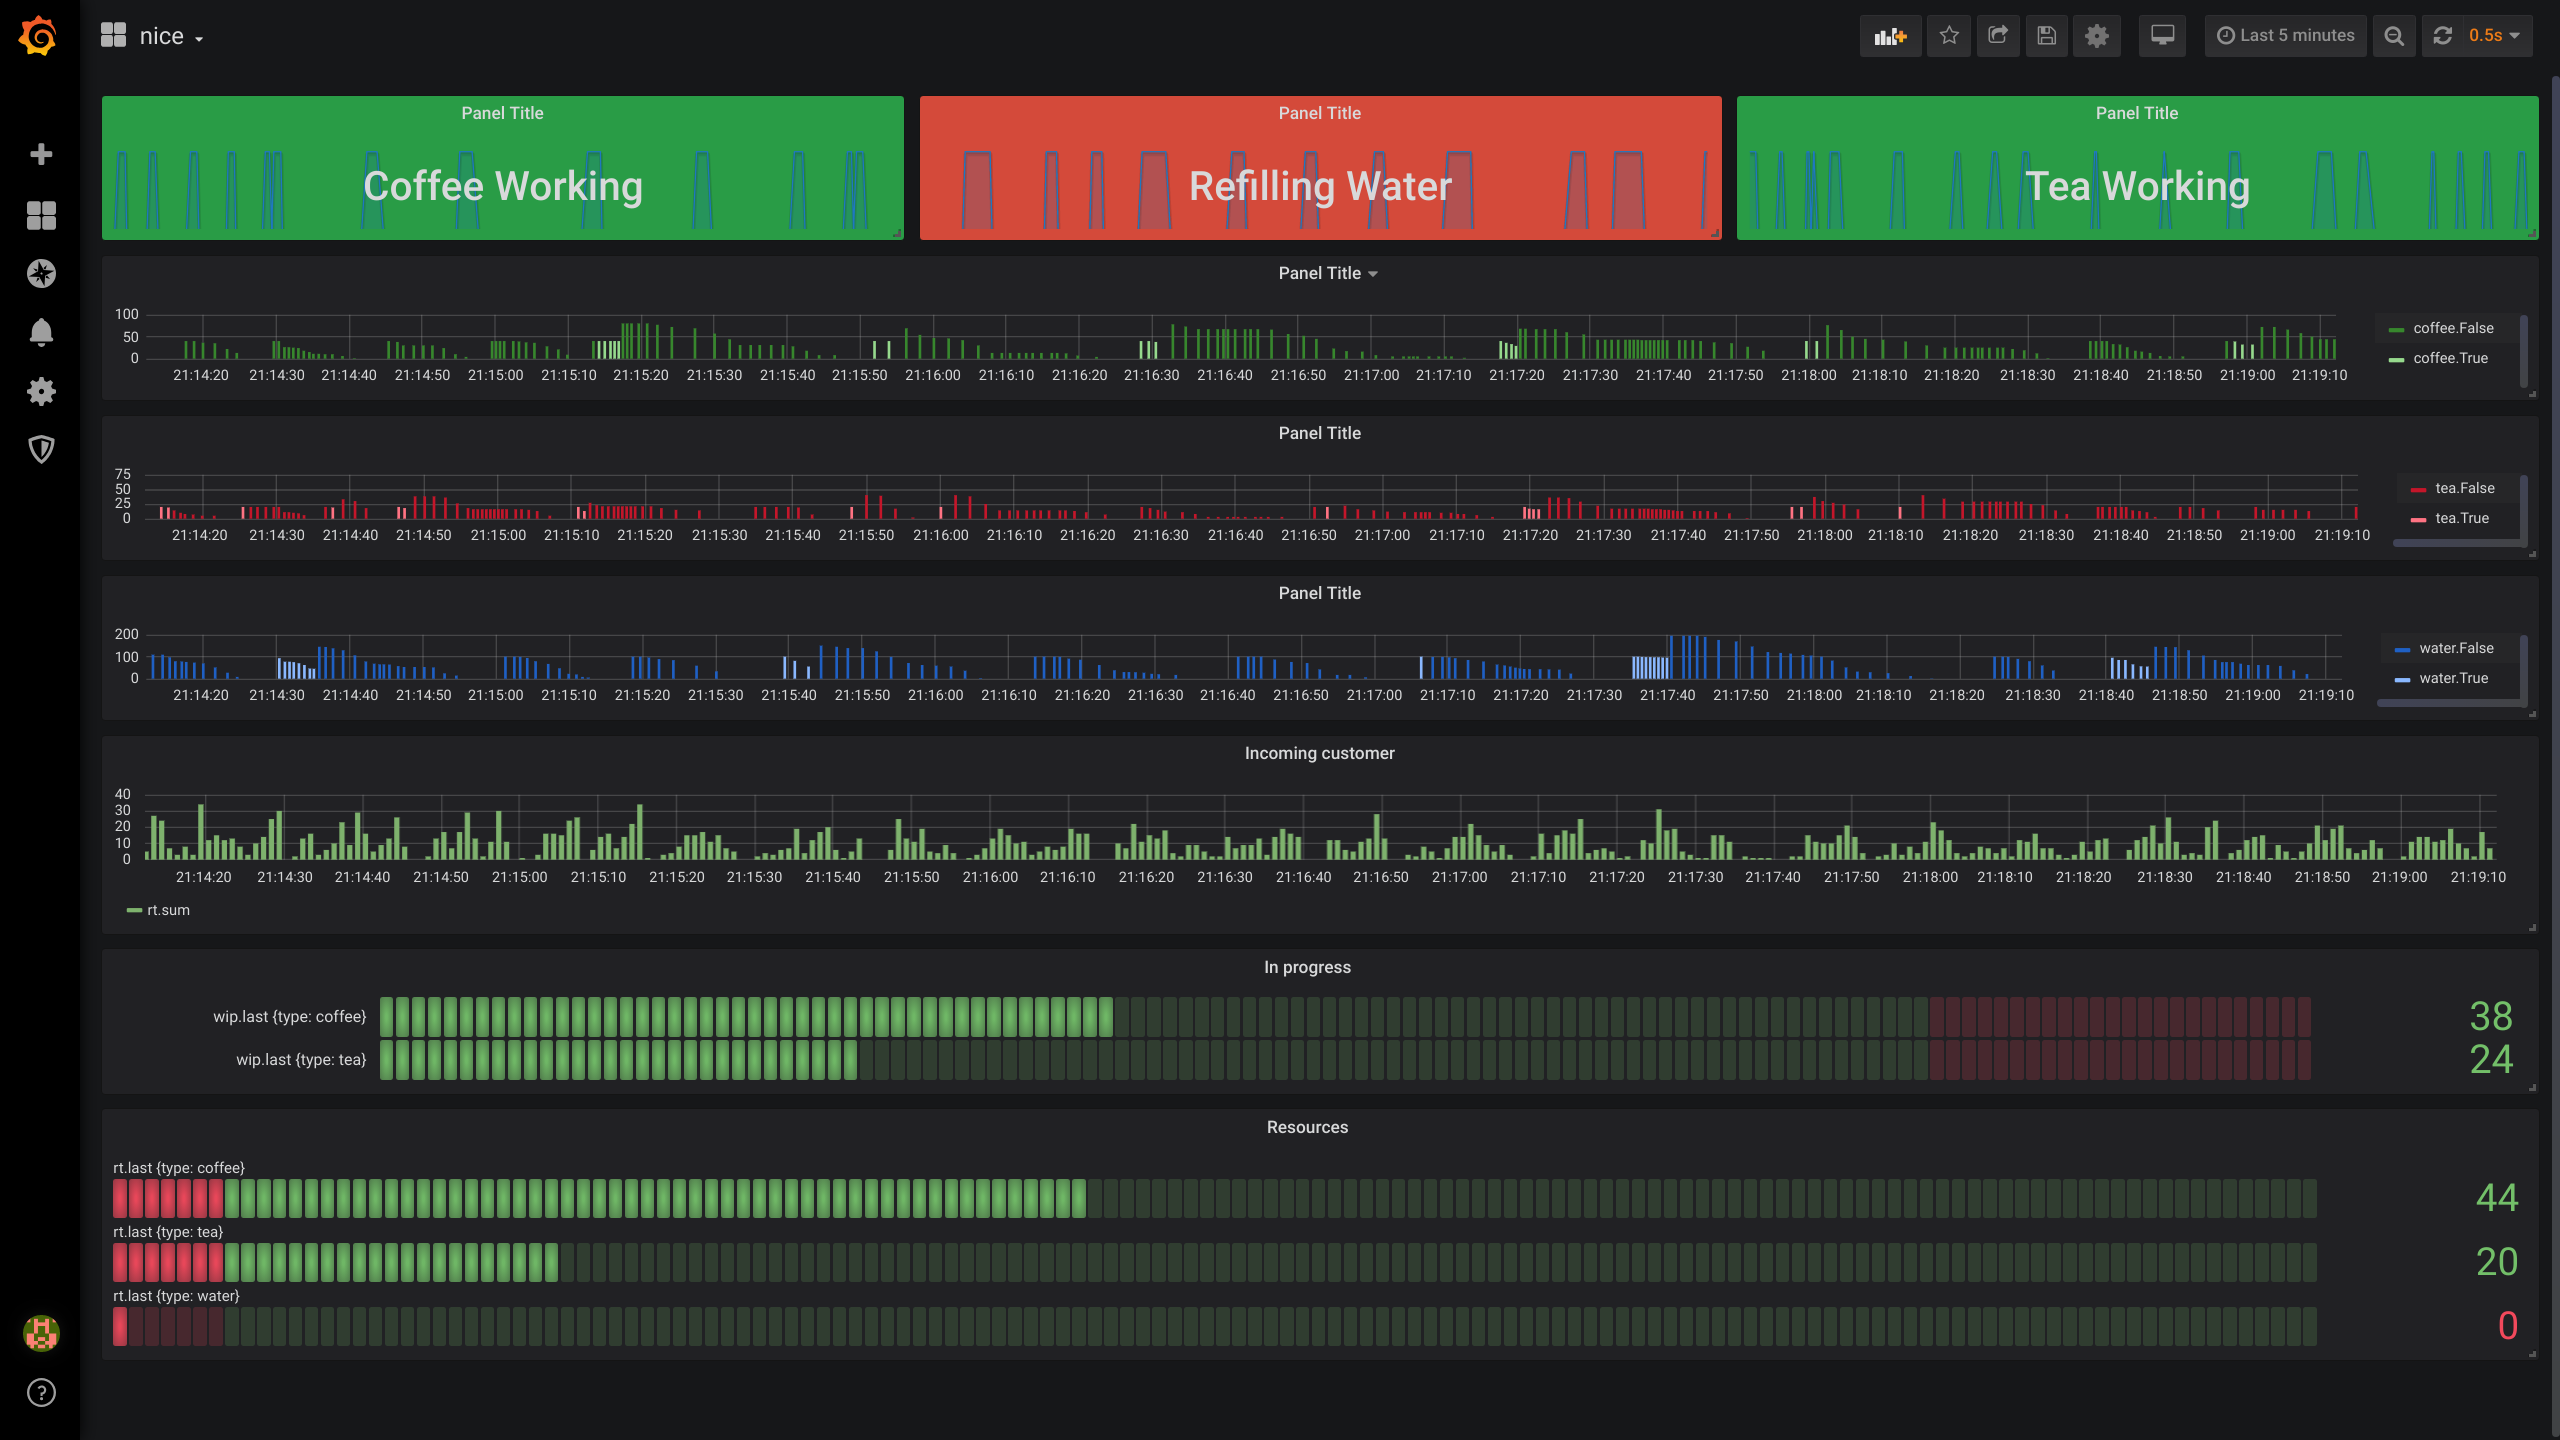 nice
Last 5 minutes 0.5s
Panel Title Panel Title Panel Title
Coffee Working Refilling Water Tea Working
Panel Title
100
50
0
21:14:20 21:14:30 21:14:40 21:14:50 21:15:00 21:15:10 21:15:20 21:15:30 21:15:40 21:15:50 21:16:00 21:16:10 21:16:20 21:16:30 21:16:40 21:16:50 21:17:00 21:17:10 21:17:20 21:17:30 21:17:40 21:17:50 21:18:00 21:18:10 21:18:20 21:18:30 21:18:40 21:18:50 21:19:00 21:19:10
coffee.False
coffee.True
Panel Title
75
50
25
0
21:14:20 21:14:30 21:14:40 21:14:50 21:15:00 21:15:10 21:15:20 21:15:30 21:15:40 21:15:50 21:16:00 21:16:10 21:16:20 21:16:30 21:16:40 21:16:50 21:17:00 21:17:10 21:17:20 21:17:30 21:17:40 21:17:50 21:18:00 21:18:10 21:18:20 21:18:30 21:18:40 21:18:50 21:19:00 21:19:10
tea.False
tea.True
Panel Title
200
100
0
21:14:20 21:14:30 21:14:40 21:14:50 21:15:00 21:15:10 21:15:20 21:15:30 21:15:40 21:15:50 21:16:00 21:16:10 21:16:20 21:16:30 21:16:40 21:16:50 21:17:00 21:17:10 21:17:20 21:17:30 21:17:40 21:17:50 21:18:00 21:18:10 21:18:20 21:18:30 21:18:40 21:18:50 21:19:00 21:19:10
water.False
water.True
Incoming customer
40
30
20
10
0
21:14:20 21:14:30 21:14:40 21:14:50 21:15:00 21:15:10 21:15:20 21:15:30 21:15:40 21:15:50 21:16:00 21:16:10 21:16:20 21:16:30 21:16:40 21:16:50 21:17:00 21:17:10 21:17:20 21:17:30 21:17:40 21:17:50 21:18:00 21:18:10 21:18:20 21:18:30 21:18:40 21:18:50 21:19:00 21:19:10
rt.sum
In progress
wip.last {type: coffee} 38
wip.last {type: tea} 24
Resources
rt.last {type: coffee}
44
rt.last {type: tea}
20
rt.last {type: water}
0